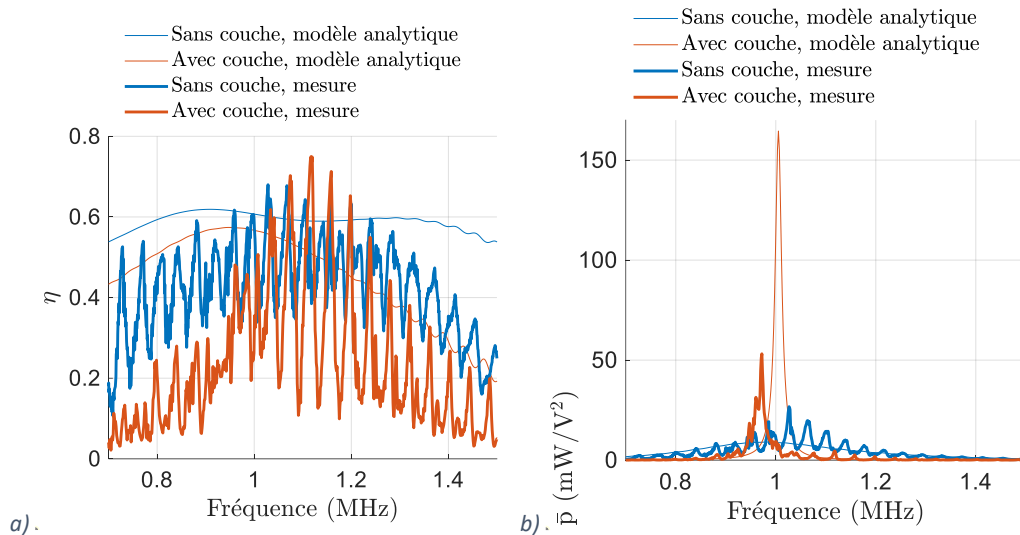 Sans couche, modèle analytique
Avec couche, modèle analytique
Sans couche, mesure
Avec couche, mesure
0.8
0.6
0.4
0.2
0
η
0.8
1
1.2
1.4
Fréquence (MHz)
a) .
Sans couche, modèle analytique
Avec couche, modèle analytique
Sans couche, mesure
Avec couche, mesure
150
100
50
0
p̄ (mW/V²)
0.8
1
1.2
1.4
Fréquence (MHz)
b) .